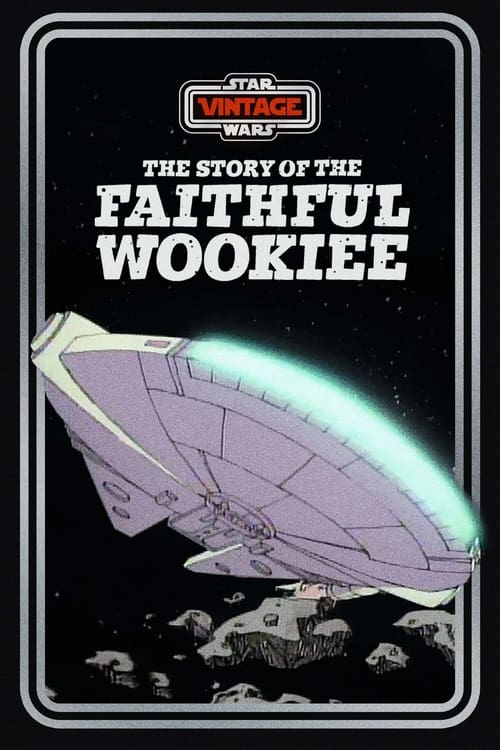 STAR
VINTAGE
WARS
THE STORY OF THE
FAITHFUL
WOOKIEE